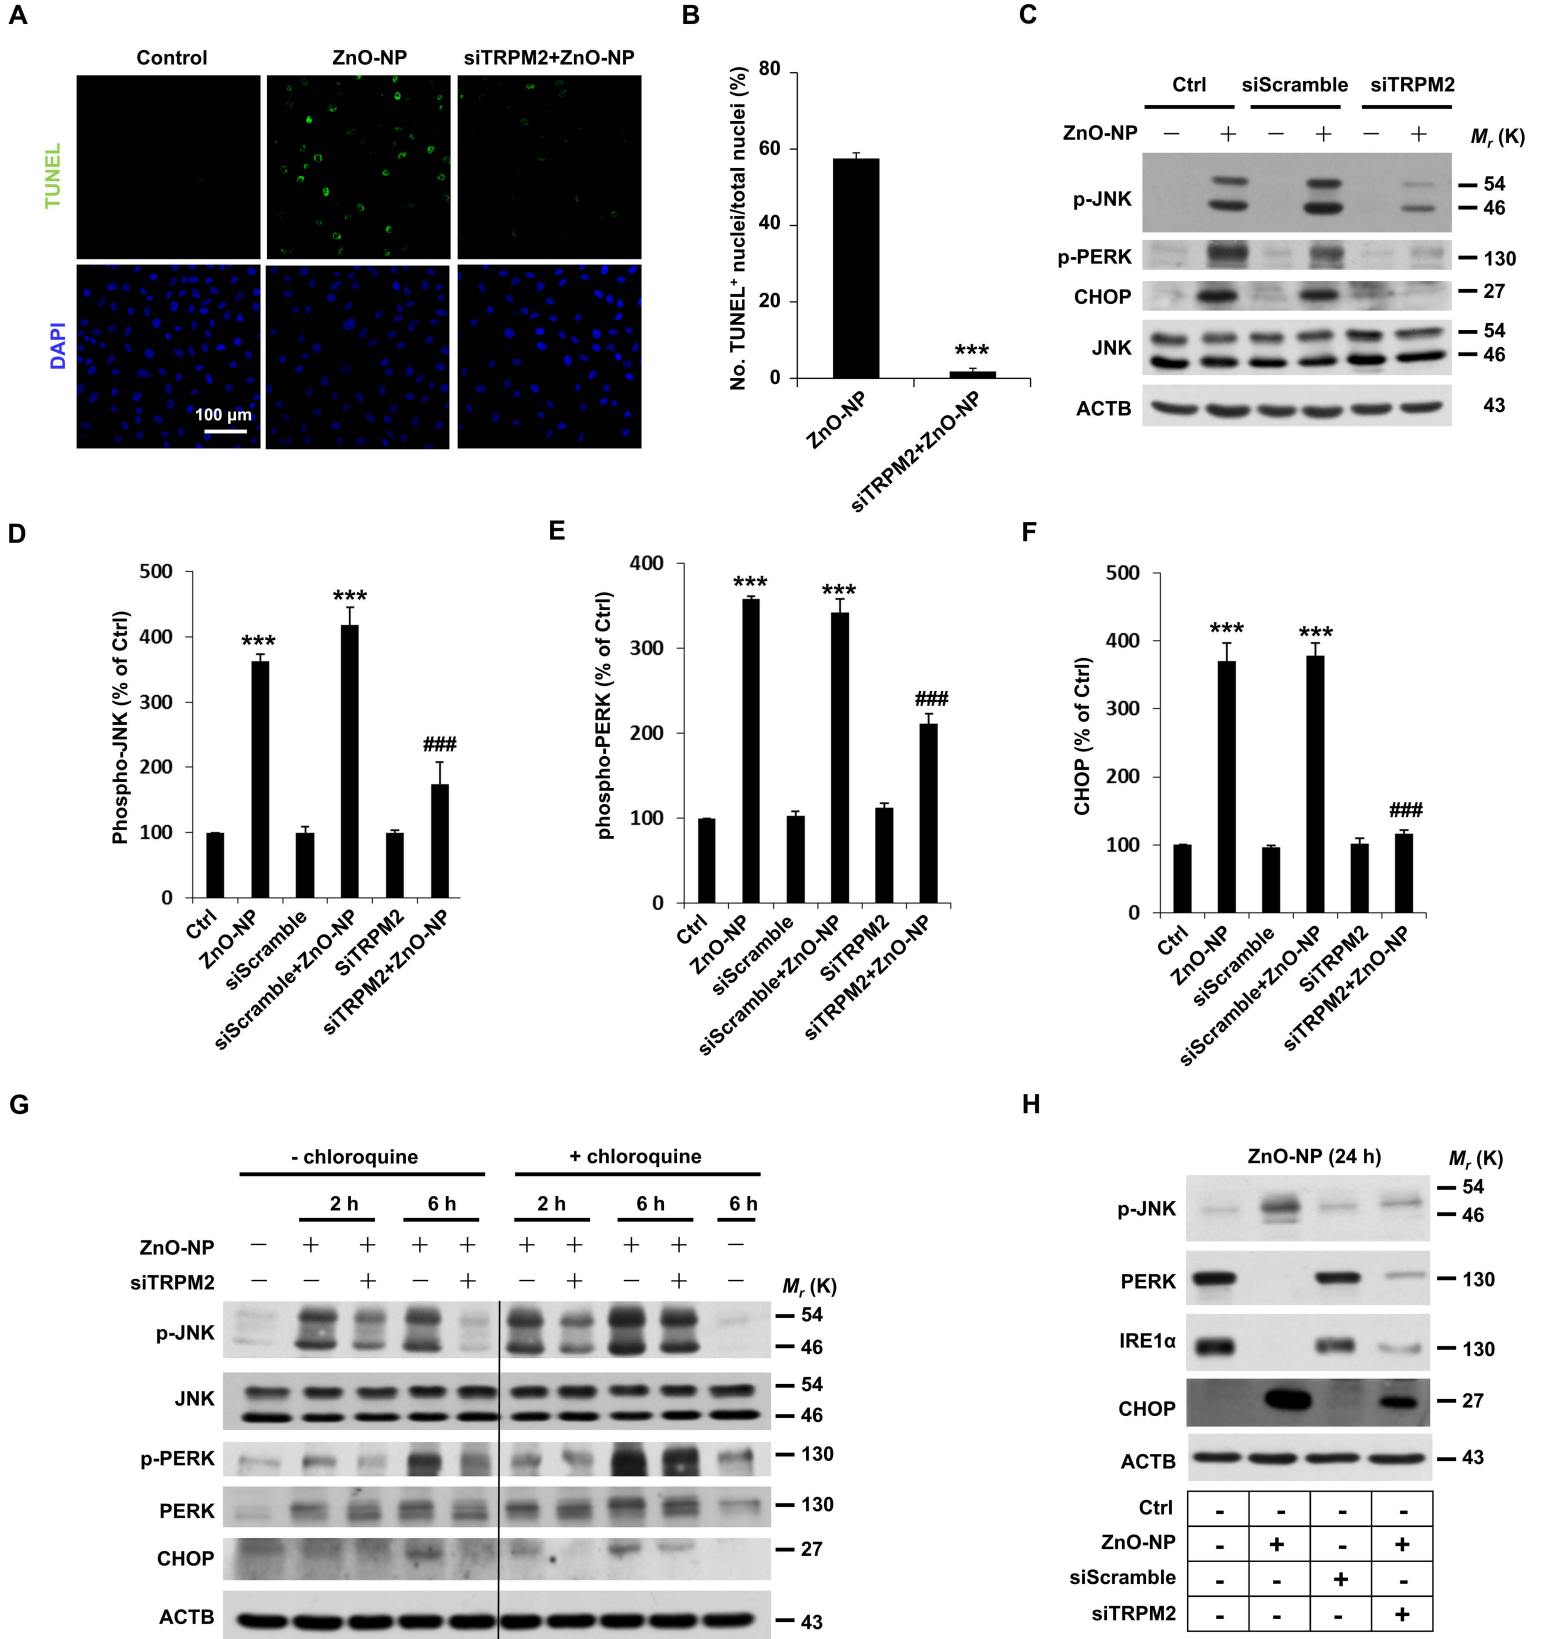 A
Control
ZnO-NP
siTRPM2+ZnO-NP
TUNEL
DAPI
100 µm
B
No. TUNEL+ nuclei/total nuclei (%)
80
60
40
20
0
ZnO-NP
siTRPM2+ZnO-NP
***
C
Ctrl siScramble siTRPM2
ZnO-NP − + − + − + Mr (K)
p-JNK
54
46
p-PERK
130
CHOP
27
JNK
54
46
ACTB
43
D
Phospho-JNK (% of Ctrl)
500
400
300
200
100
0
***
***
###
Ctrl
ZnO-NP
siScramble
siScramble+ZnO-NP
SiTRPM2
siTRPM2+ZnO-NP
E
phospho-PERK (% of Ctrl)
400
300
200
100
0
***
***
###
Ctrl
ZnO-NP
siScramble
siScramble+ZnO-NP
SiTRPM2
siTRPM2+ZnO-NP
F
CHOP (% of Ctrl)
500
400
300
200
100
0
***
***
###
Ctrl
ZnO-NP
siScramble
siScramble+ZnO-NP
SiTRPM2
siTRPM2+ZnO-NP
G
- chloroquine + chloroquine
2 h 6 h 2 h 6 h 6 h
ZnO-NP − + + + + + + + + −
siTRPM2 − − + − + − + − + −
Mr (K)
p-JNK
54
46
JNK
54
46
p-PERK
130
PERK
130
CHOP
27
ACTB
43
H
ZnO-NP (24 h) Mr (K)
p-JNK
54
46
PERK
130
IRE1α
130
CHOP
27
ACTB
43
Ctrl - - - -
ZnO-NP - + - +
siScramble - - + -
siTRPM2 - - - +